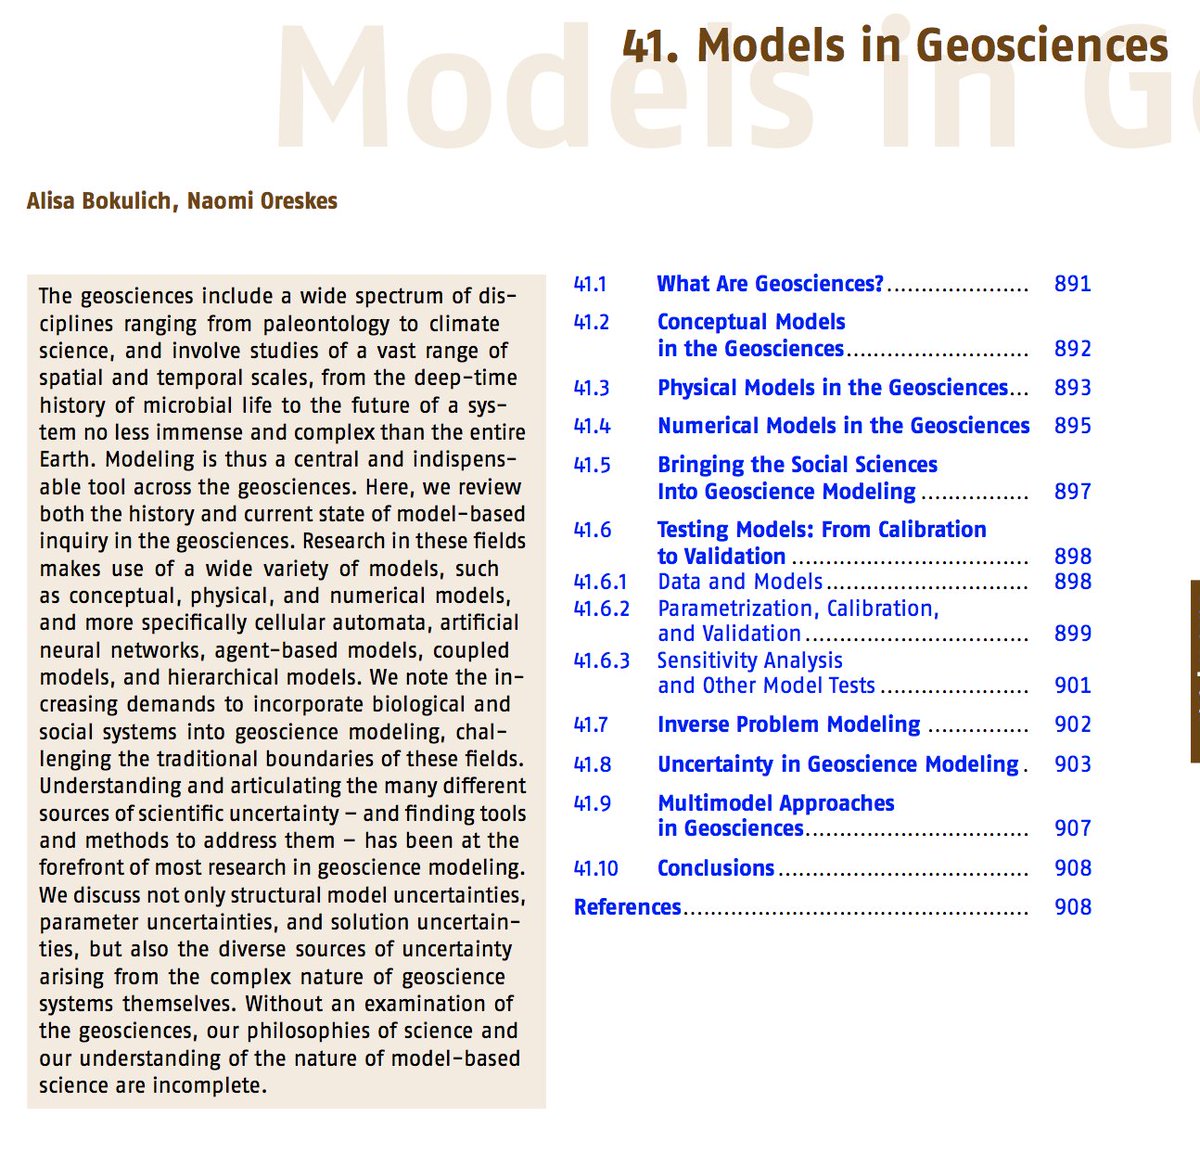 41. Models in Geosciences
Models in G
Alisa Bokulich, Naomi Oreskes
The geosciences include a wide spectrum of dis-
ciplines ranging from paleontology to climate
science, and involve studies of a vast range of
spatial and temporal scales, from the deep-time
history of microbial life to the future of a sys-
tem no less immense and complex than the entire
Earth. Modeling is thus a central and indispens-
able tool across the geosciences. Here, we review
both the history and current state of model-based
inquiry in the geosciences. Research in these fields
makes use of a wide variety of models, such
as conceptual, physical, and numerical models,
and more specifically cellular automata, artificial
neural networks, agent-based models, coupled
models, and hierarchical models. We note the in-
creasing demands to incorporate biological and
social systems into geoscience modeling, chal-
lenging the traditional boundaries of these fields.
Understanding and articulating the many different
sources of scientific uncertainty – and finding tools
and methods to address them – has been at the
forefront of most research in geoscience modeling.
We discuss not only structural model uncertainties,
parameter uncertainties, and solution uncertain-
ties, but also the diverse sources of uncertainty
arising from the complex nature of geoscience
systems themselves. Without an examination of
the geosciences, our philosophies of science and
our understanding of the nature of model-based
science are incomplete.
41.1 What Are Geosciences?..................... 891
41.2 Conceptual Models
in the Geosciences........................... 892
41.3 Physical Models in the Geosciences... 893
41.4 Numerical Models in the Geosciences 895
41.5 Bringing the Social Sciences
Into Geoscience Modeling ................ 897
41.6 Testing Models: From Calibration
to Validation ................................... 898
41.6.1 Data and Models.............................. 898
41.6.2 Parametrization, Calibration,
and Validation................................. 899
41.6.3 Sensitivity Analysis
and Other Model Tests ...................... 901
41.7 Inverse Problem Modeling ............... 902
41.8 Uncertainty in Geoscience Modeling . 903
41.9 Multimodel Approaches
in Geosciences................................. 907
41.10 Conclusions ..................................... 908
References................................................... 908